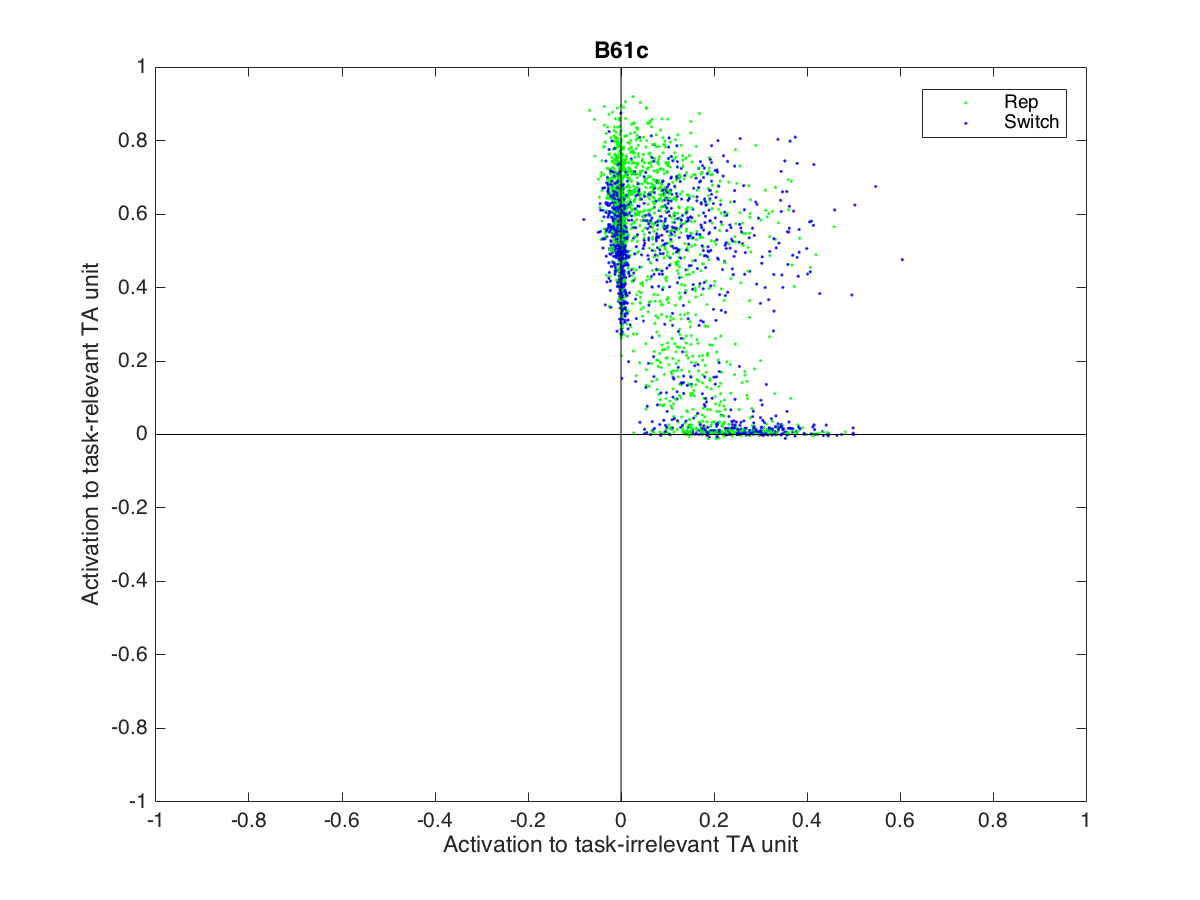 B61c
Rep
Switch
1
0.8
0.6
0.4
0.2
0
-0.2
-0.4
-0.6
-0.8
-1
Activation to task-relevant TA unit
-1 -0.8 -0.6 -0.4 -0.2 0 0.2 0.4 0.6 0.8 1
Activation to task-irrelevant TA unit